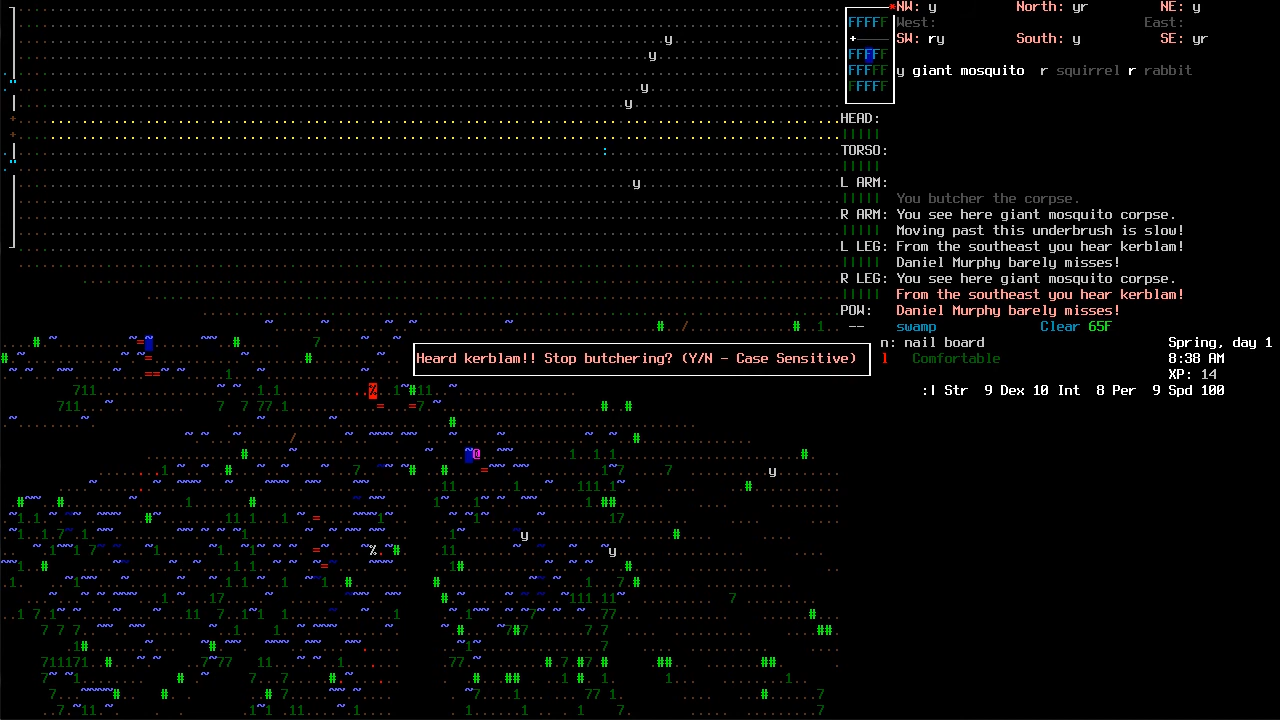 NW: y North: yr NE: y
FFFFF West: East:
SW: ry South: y SE: yr
FFFFF
FFFFF y giant mosquito r squirrel r rabbit
FFFFF
HEAD:
TORSO:
L ARM:
You butcher the corpse.
R ARM: You see here giant mosquito corpse.
Moving past this underbrush is slow!
L LEG: From the southeast you hear kerblam!
Daniel Murphy barely misses!
R LEG: You see here giant mosquito corpse.
From the southeast you hear kerblam!
POW: Daniel Murphy barely misses!
-- swamp Clear 65F
n: nail board Spring, day 1
Heard kerblam!! Stop butchering? (Y/N - Case Sensitive)
l Comfortable 8:38 AM
XP: 14
:| Str 9 Dex 10 Int 8 Per 9 Spd 100